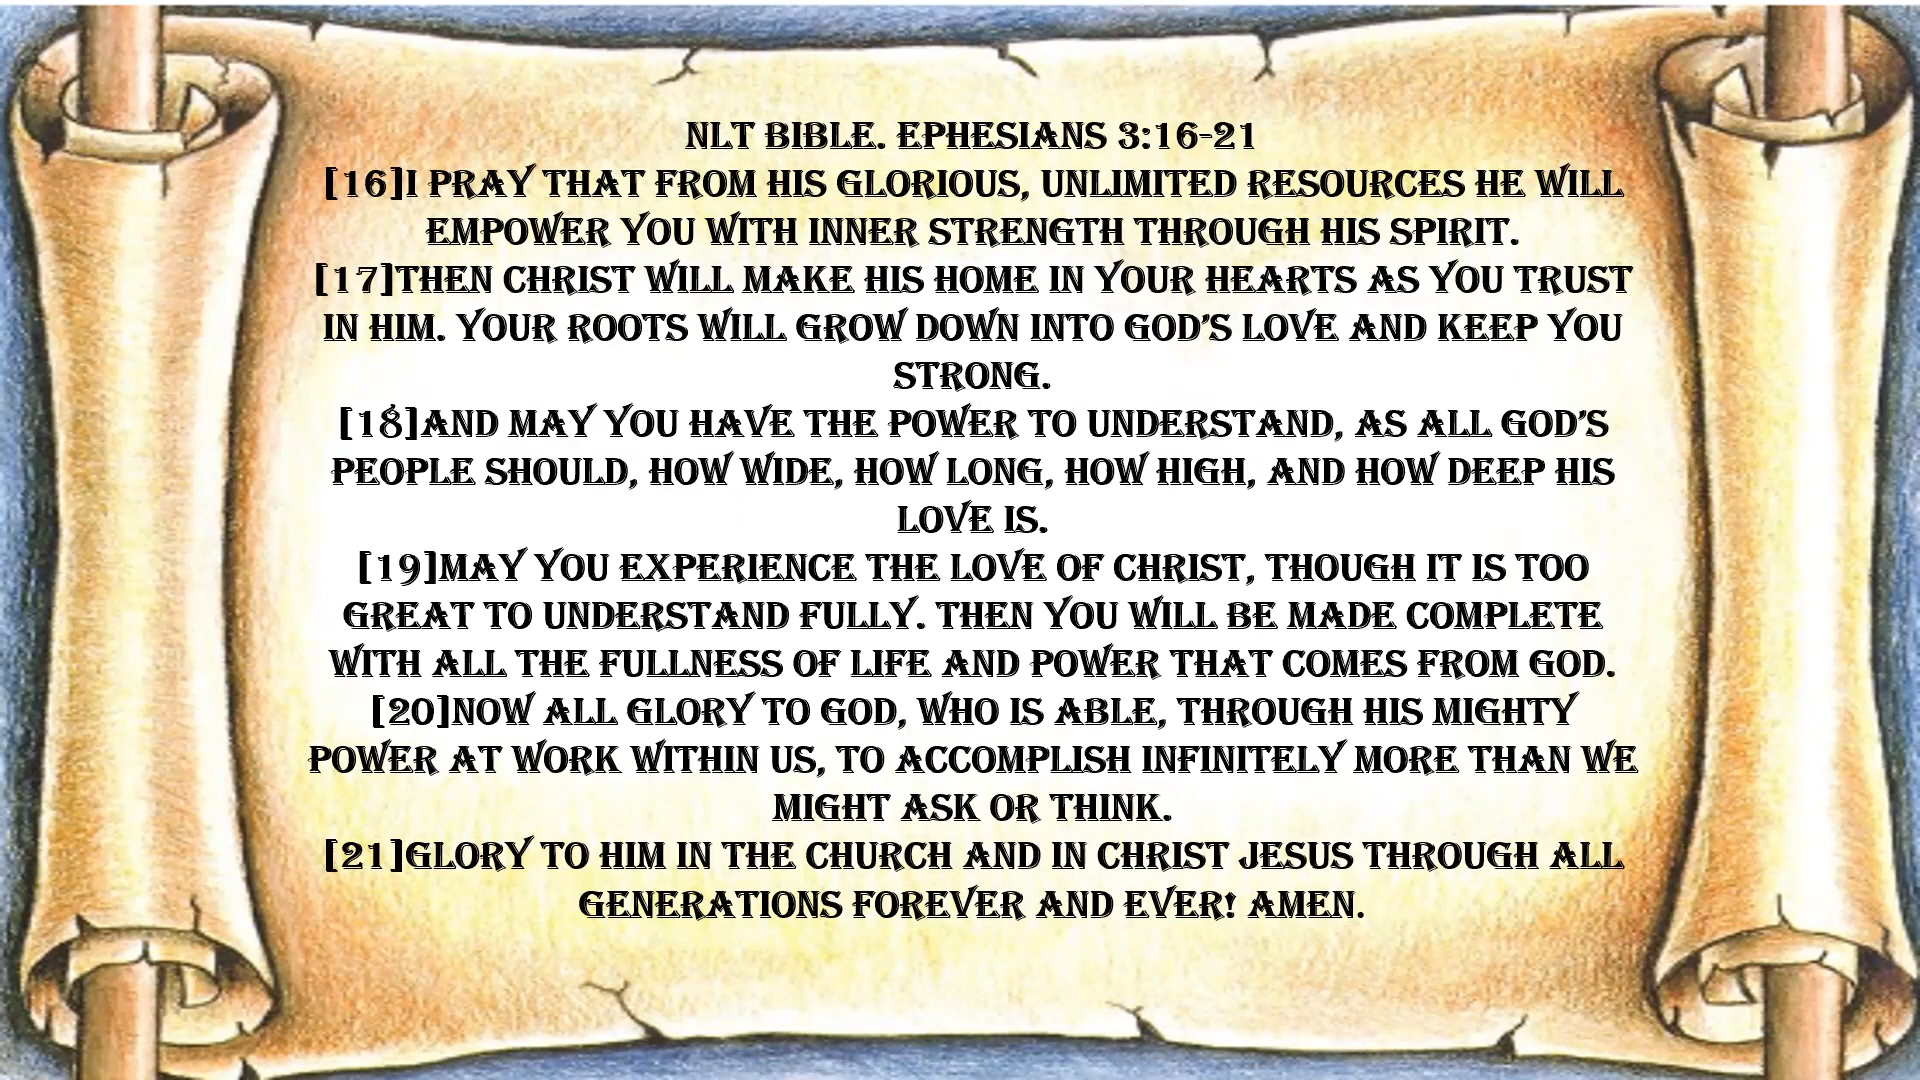 NLT BIBLE. EPHESIANS 3:16-21
[16]I PRAY THAT FROM HIS GLORIOUS, UNLIMITED RESOURCES HE WILL
EMPOWER YOU WITH INNER STRENGTH THROUGH HIS SPIRIT.
[17]THEN CHRIST WILL MAKE HIS HOME IN YOUR HEARTS AS YOU TRUST
IN HIM. YOUR ROOTS WILL GROW DOWN INTO GOD’S LOVE AND KEEP YOU
STRONG.
[18]AND MAY YOU HAVE THE POWER TO UNDERSTAND, AS ALL GOD’S
PEOPLE SHOULD, HOW WIDE, HOW LONG, HOW HIGH, AND HOW DEEP HIS
LOVE IS.
[19]MAY YOU EXPERIENCE THE LOVE OF CHRIST, THOUGH IT IS TOO
GREAT TO UNDERSTAND FULLY. THEN YOU WILL BE MADE COMPLETE
WITH ALL THE FULLNESS OF LIFE AND POWER THAT COMES FROM GOD.
[20]NOW ALL GLORY TO GOD, WHO IS ABLE, THROUGH HIS MIGHTY
POWER AT WORK WITHIN US, TO ACCOMPLISH INFINITELY MORE THAN WE
MIGHT ASK OR THINK.
[21]GLORY TO HIM IN THE CHURCH AND IN CHRIST JESUS THROUGH ALL
GENERATIONS FOREVER AND EVER! AMEN.